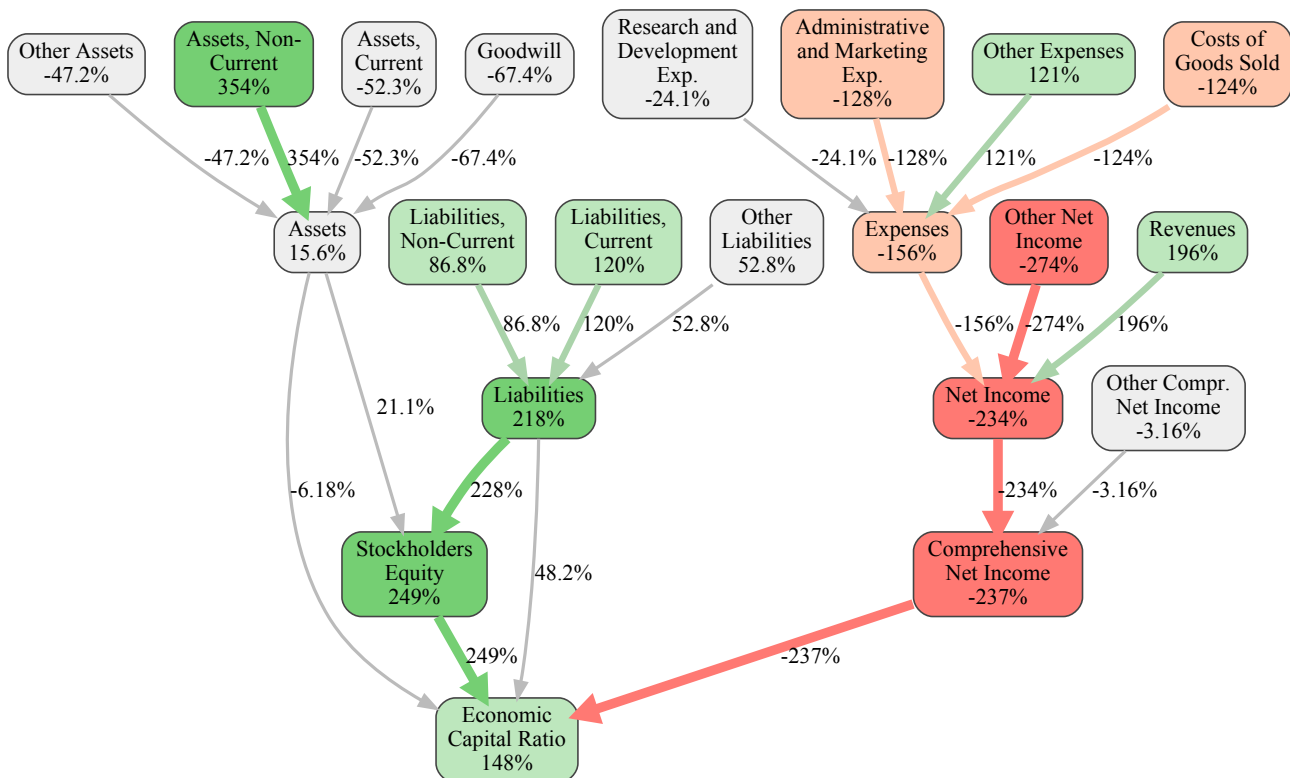 Other Assets
-47.2%
Assets, Non-
Current
354%
Assets,
Current
-52.3%
Goodwill
-67.4%
Research and
Development
Exp.
-24.1%
Administrative
and Marketing
Exp.
-128%
Other Expenses
121%
Costs of
Goods Sold
-124%
-47.2%
354%
-52.3%
-67.4%
-24.1%
-128%
121%
-124%
Assets
15.6%
Liabilities,
Non-Current
86.8%
Liabilities,
Current
120%
Other
Liabilities
52.8%
Expenses
-156%
Other Net
Income
-274%
Revenues
196%
86.8%
120%
52.8%
-156%
-274%
196%
21.1%
Liabilities
218%
Net Income
-234%
Other Compr.
Net Income
-3.16%
-6.18%
228%
-234%
-3.16%
Stockholders
Equity
249%
48.2%
Comprehensive
Net Income
-237%
249%
-237%
Economic
Capital Ratio
148%